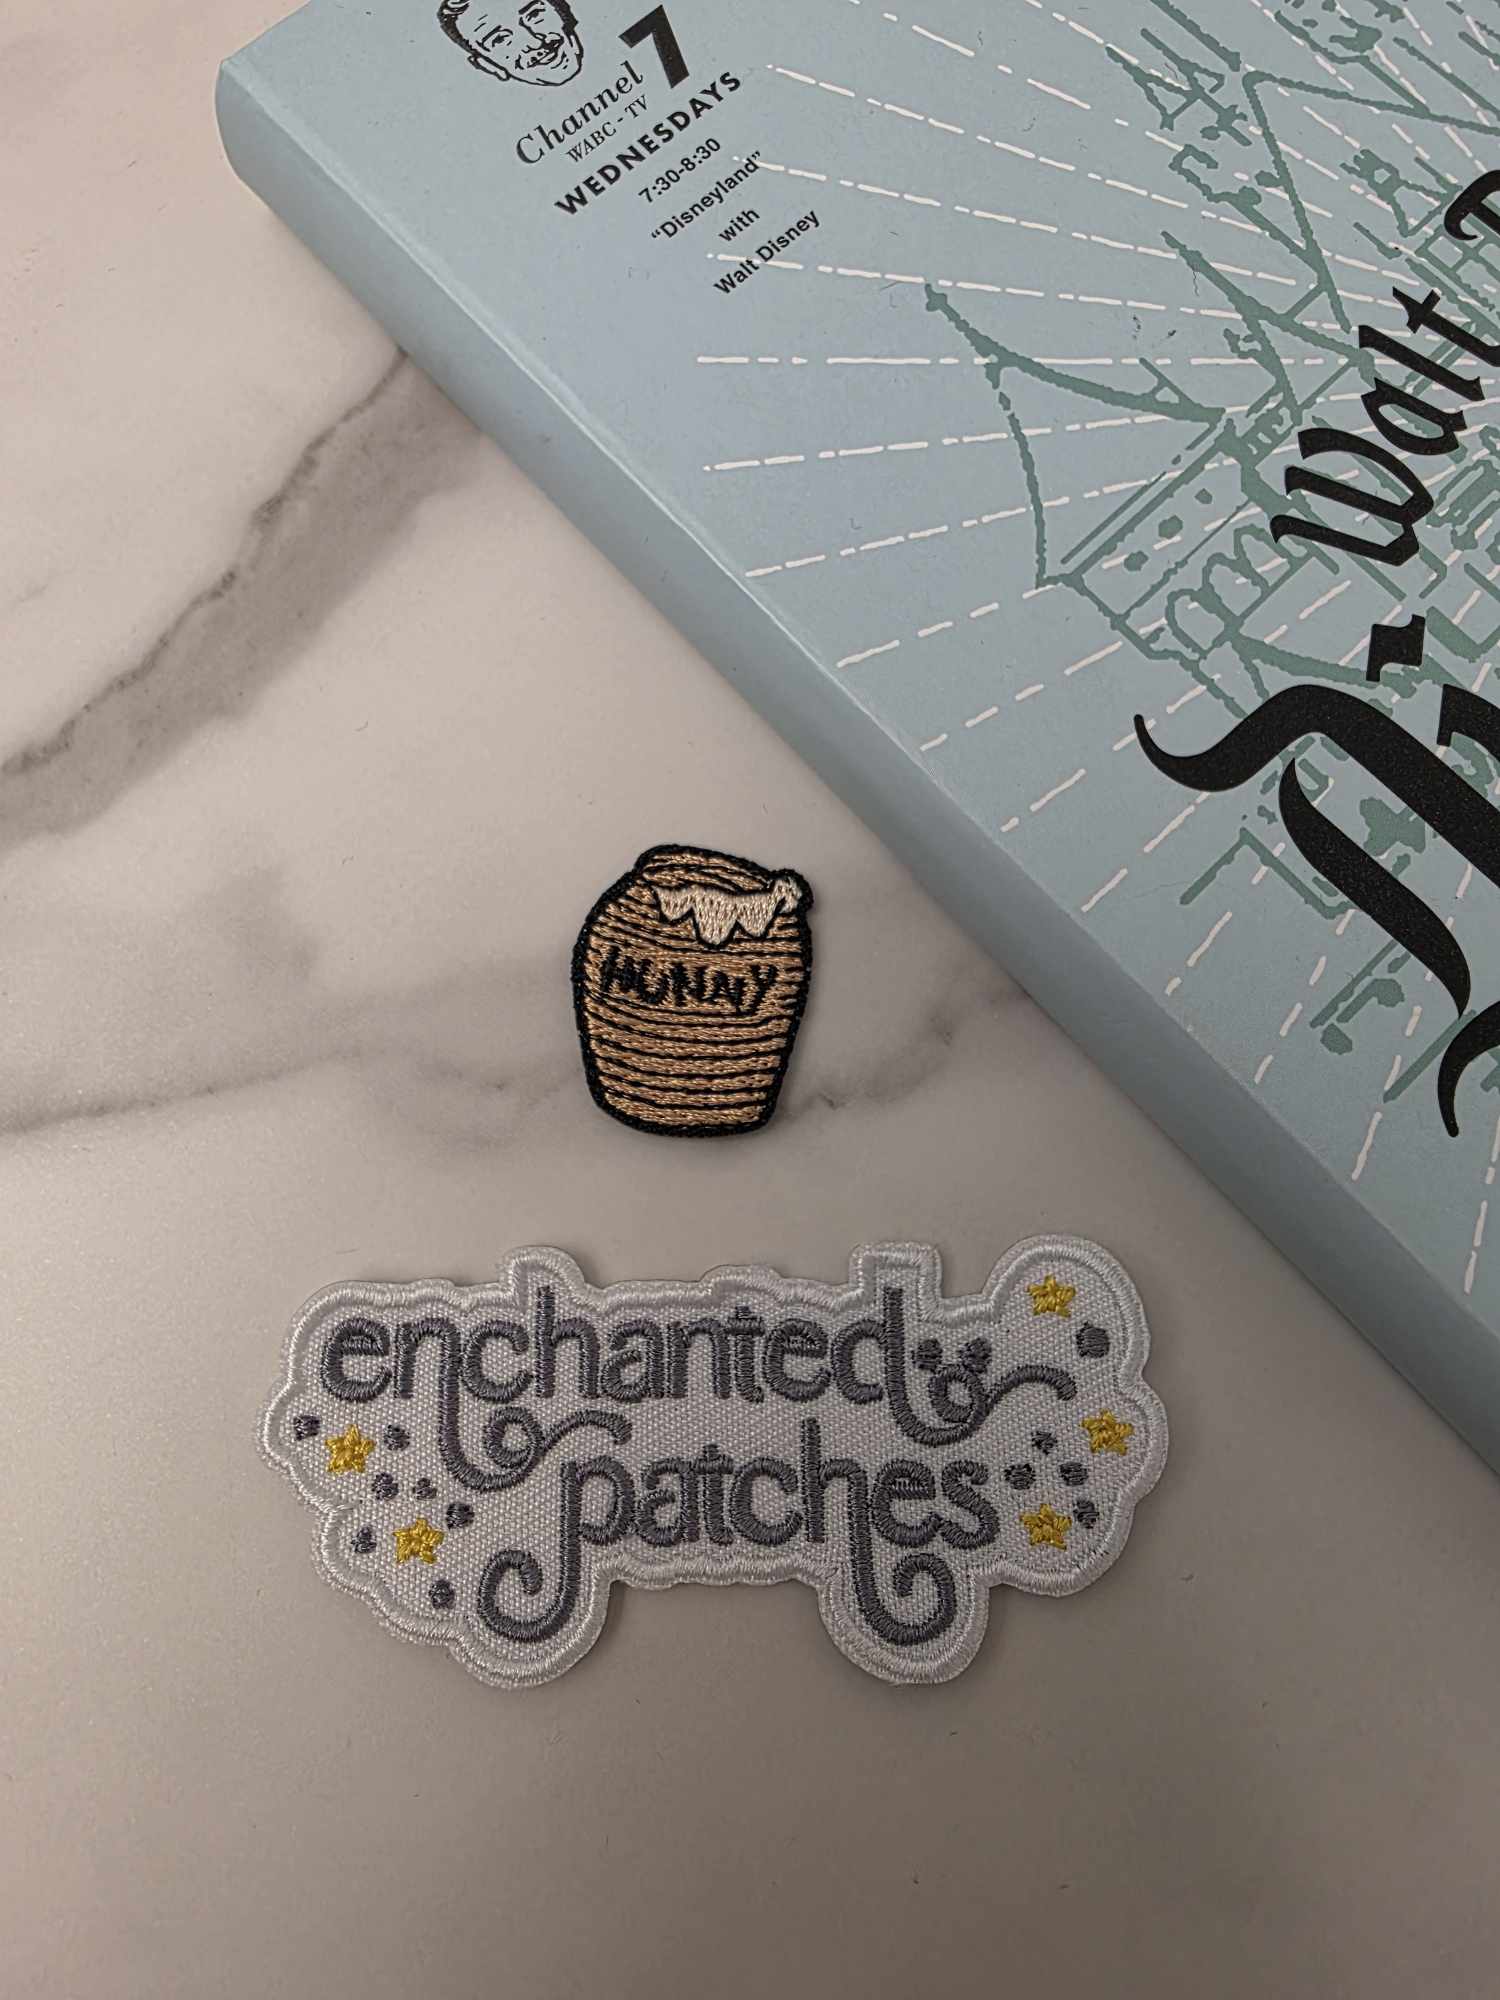 Channel 7
WABC-TV
WEDNESDAYS
7:30-8:30
"Disneyland"
with
Walt Disney
Walt
HUNNY
enchanted
patches